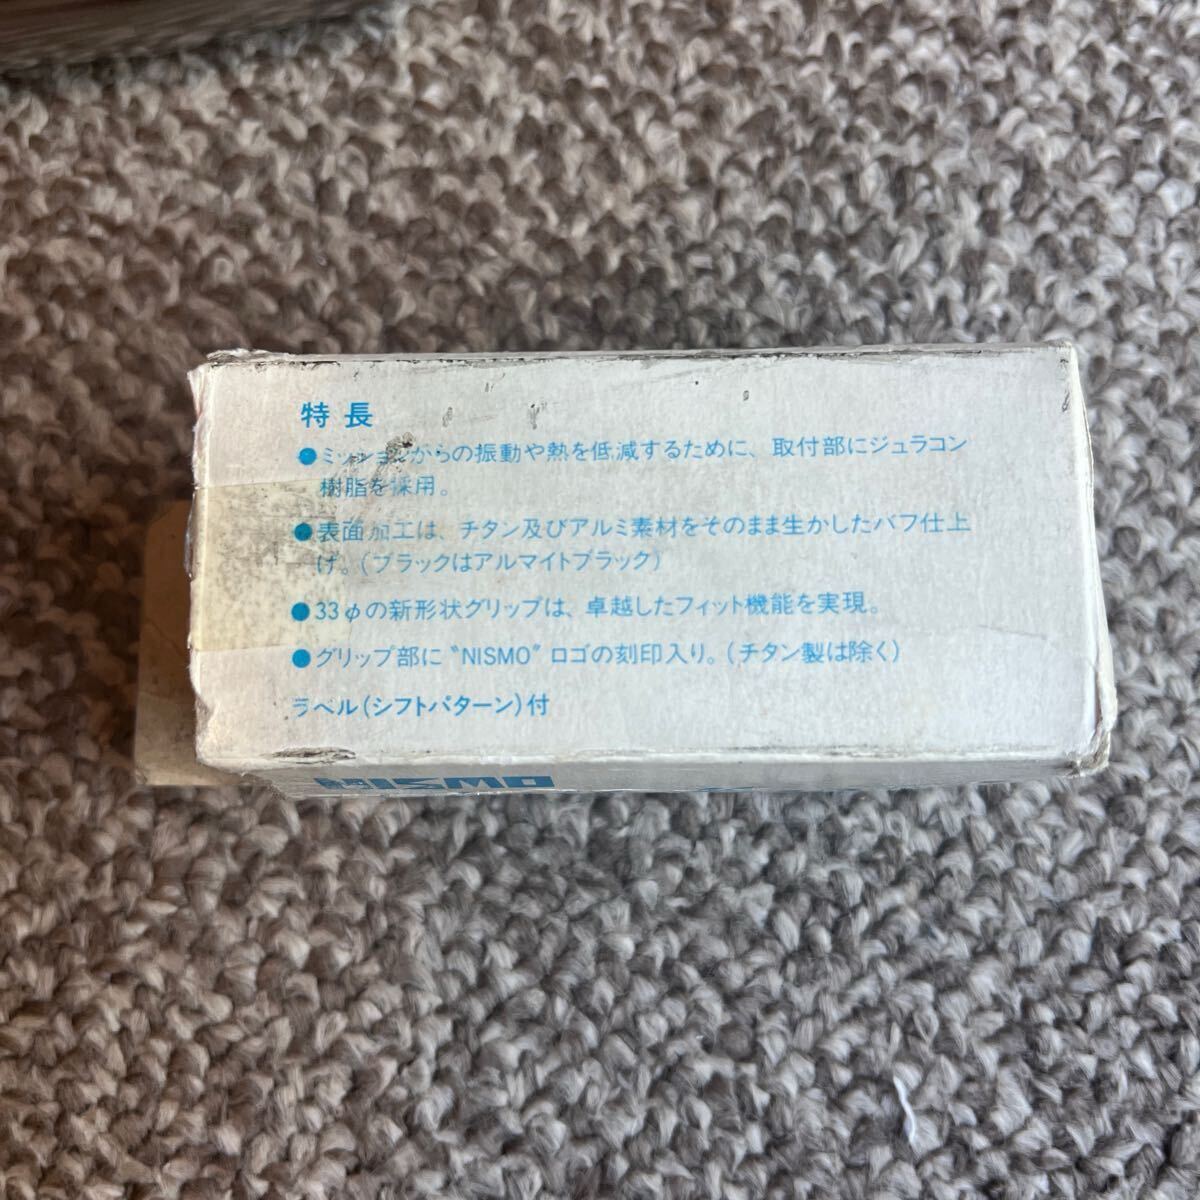 特長
●ミッションからの振動や熱を低減するために、取付部にジュラコン
樹脂を採用。
●表面加工は、チタン及びアルミ素材をそのまま生かしたバフ仕上
げ。(ブラックはアルマイトブラック)
●33φの新形状グリップは、卓越したフィット機能を実現。
●グリップ部に〝NISMO〟ロゴの刻印入り。(チタン製は除く)
ラベル(シフトパターン)付
NISMO